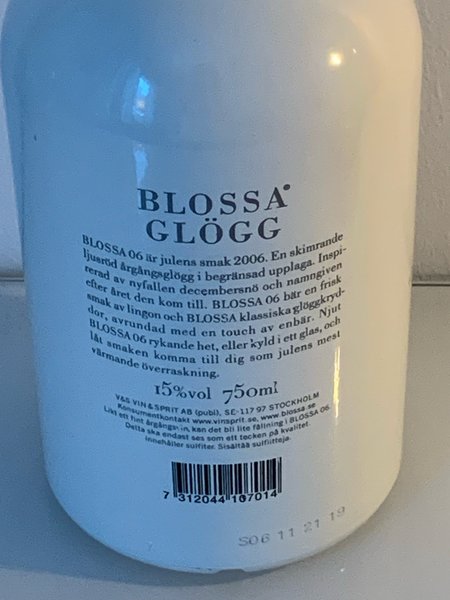 BLOSSA
GLÖGG
BLOSSA 06 är julens smak 2006. En skimrande
ljusröd årgångsglögg i begränsad upplaga. Inspi-
rerad av nyfallen decembersnö och namngiven
efter året den kom till. BLOSSA 06 bär en frisk
smak av lingon och BLOSSA klassiska glöggkryd-
dor, avrundad med en touch av enbär. Njut
BLOSSA 06 rykande het, eller kyld i ett glas, och
låt smaken komma till dig som julens mest
värmande överraskning.
15%vol 750ml
V&S VIN & SPRIT AB (publ), SE-117 97 STOCKHOLM
Konsumentkontakt www.vinsprit.se, www.blossa.se
Likt ett fint årgångsvin, kan det bli lite fällning i BLOSSA 06.
Detta ska endast ses som ett tecken på kvalitet.
Innehåller sulfiter. Sisältää sulfiitteja.
7 312044 107014
S06 11 21 19